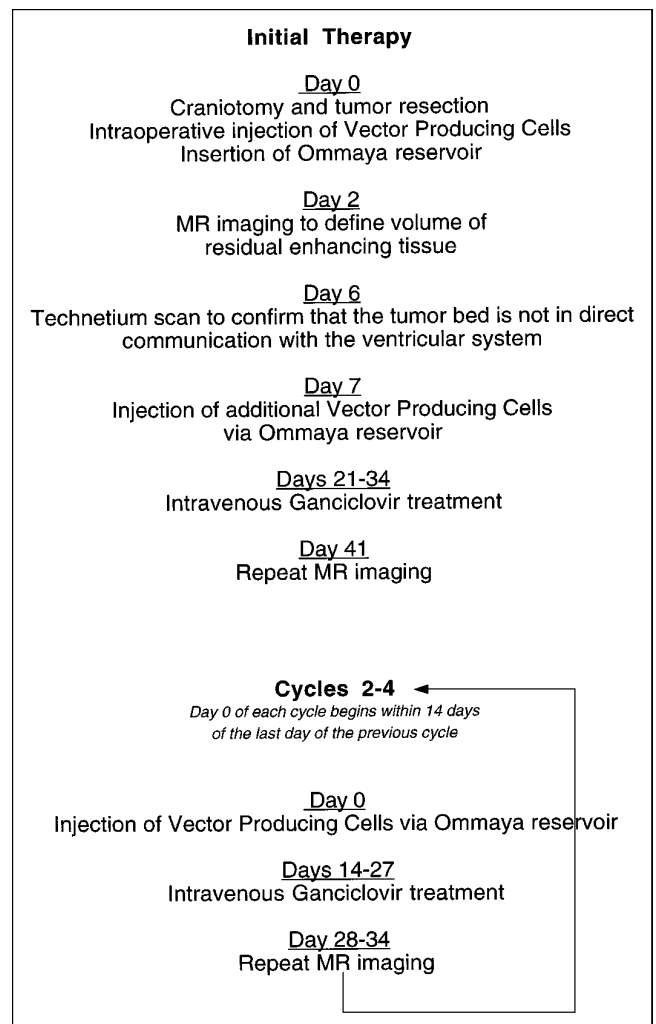 Initial Therapy
Day 0
Craniotomy and tumor resection
Intraoperative injection of Vector Producing Cells
Insertion of Ommaya reservoir
Day 2
MR imaging to define volume of
residual enhancing tissue
Day 6
Technetium scan to confirm that the tumor bed is not in direct
communication with the ventricular system
Day 7
Injection of additional Vector Producing Cells
via Ommaya reservoir
Days 21-34
Intravenous Ganciclovir treatment
Day 41
Repeat MR imaging
Cycles 2-4
Day 0 of each cycle begins within 14 days
of the last day of the previous cycle
Day 0
Injection of Vector Producing Cells via Ommaya reservoir
Days 14-27
Intravenous Ganciclovir treatment
Day 28-34
Repeat MR imaging